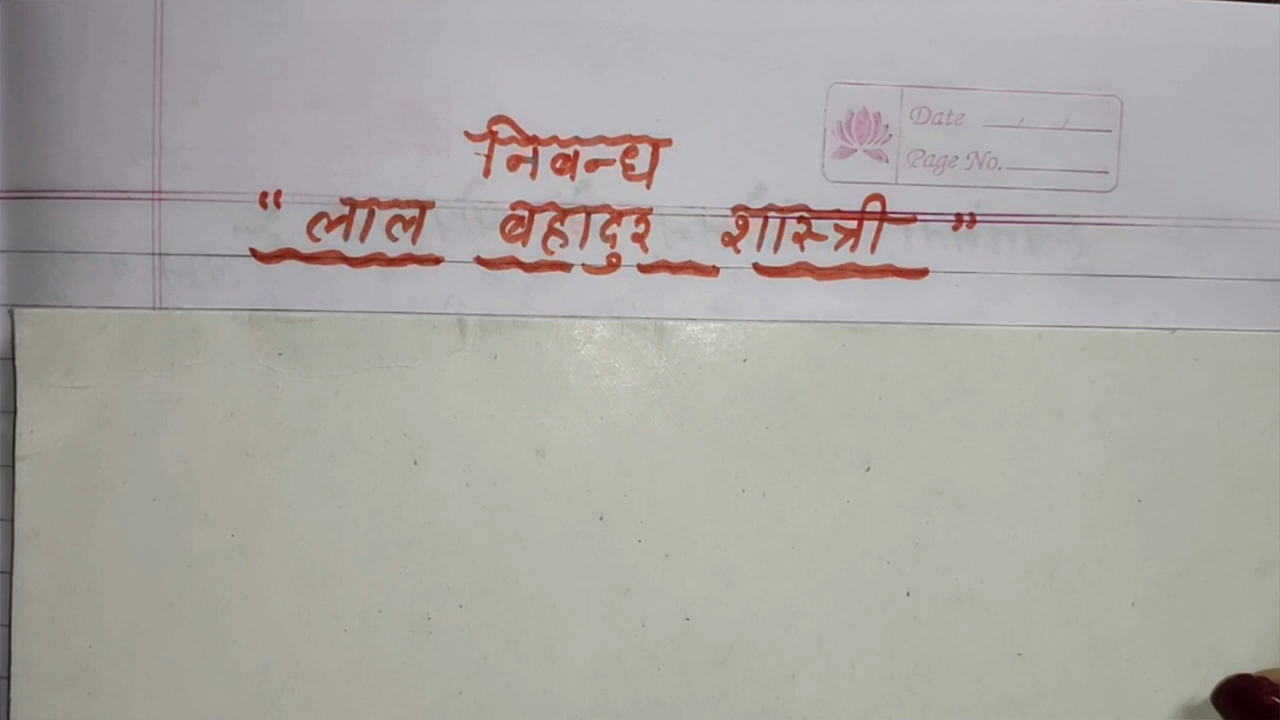 निबन्ध
Date / /
Page No.
“ लाल बहादुर शास्त्री ”